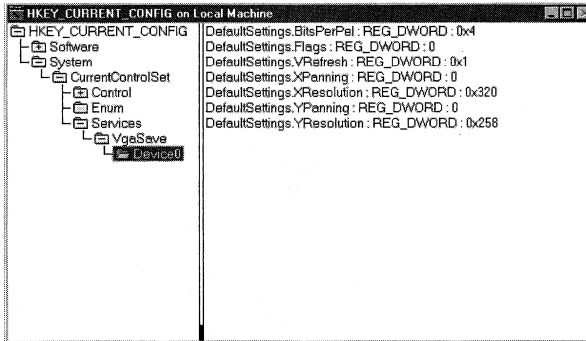 HKEY_CURRENT_CONFIG on Local Machine
HKEY_CURRENT_CONFIG
Software
System
CurrentControlSet
Control
Enum
Services
VgaSave
Device0
DefaultSettings.BitsPerPel : REG_DWORD : 0x4
DefaultSettings.Flags : REG_DWORD : 0
DefaultSettings.VRefresh : REG_DWORD : 0x1
DefaultSettings.XPanning : REG_DWORD : 0
DefaultSettings.XResolution : REG_DWORD : 0x320
DefaultSettings.YPanning : REG_DWORD : 0
DefaultSettings.YResolution : REG_DWORD : 0x258